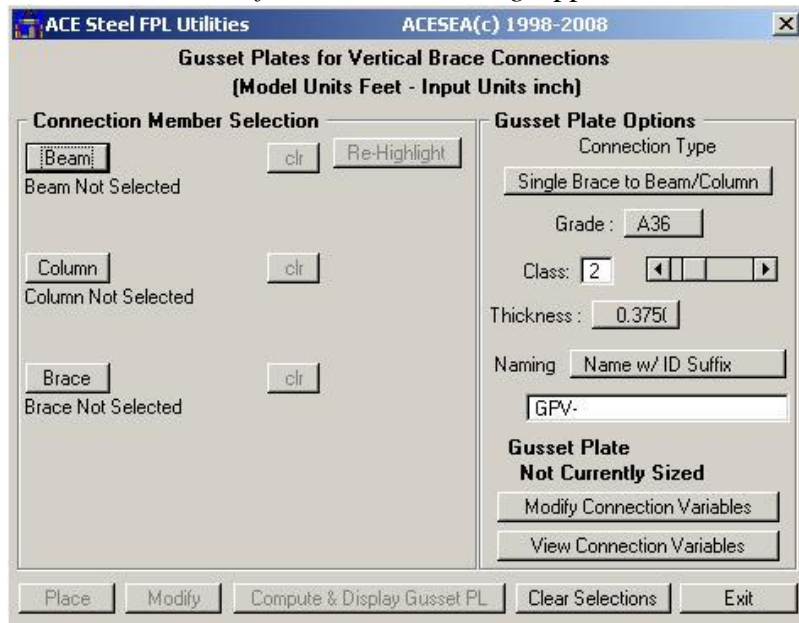 ACE Steel FPL Utilities ACESEA(c) 1998-2008
Gusset Plates for Vertical Brace Connections
(Model Units Feet - Input Units inch)
Connection Member Selection
Beam clr Re-Highlight
Beam Not Selected
Column clr
Column Not Selected
Brace clr
Brace Not Selected
Gusset Plate Options
Connection Type
Single Brace to Beam/Column
Grade : A36
Class: 2
Thickness : 0.375(
Naming Name w/ ID Suffix
GPV-
Gusset Plate
Not Currently Sized
Modify Connection Variables
View Connection Variables
Place Modify Compute & Display Gusset PL Clear Selections Exit